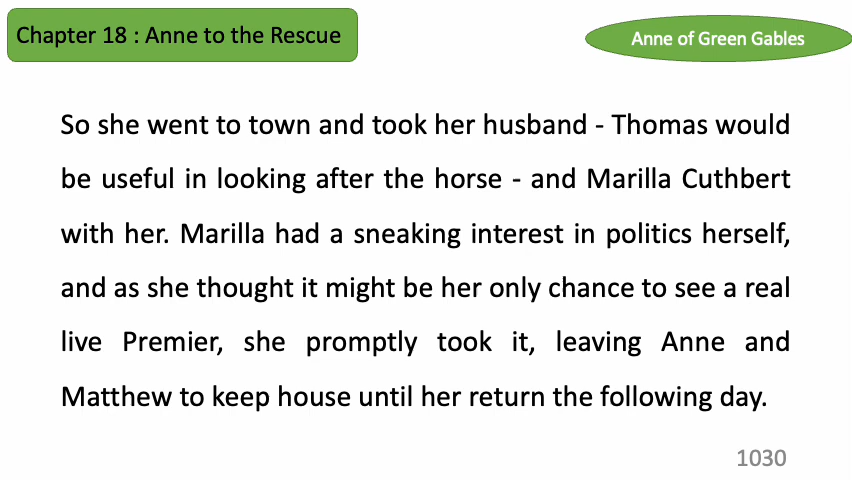 Chapter 18 : Anne to the Rescue
Anne of Green Gables
So she went to town and took her husband - Thomas would
be useful in looking after the horse - and Marilla Cuthbert
with her. Marilla had a sneaking interest in politics herself,
and as she thought it might be her only chance to see a real
live Premier, she promptly took it, leaving Anne and
Matthew to keep house until her return the following day.
1030